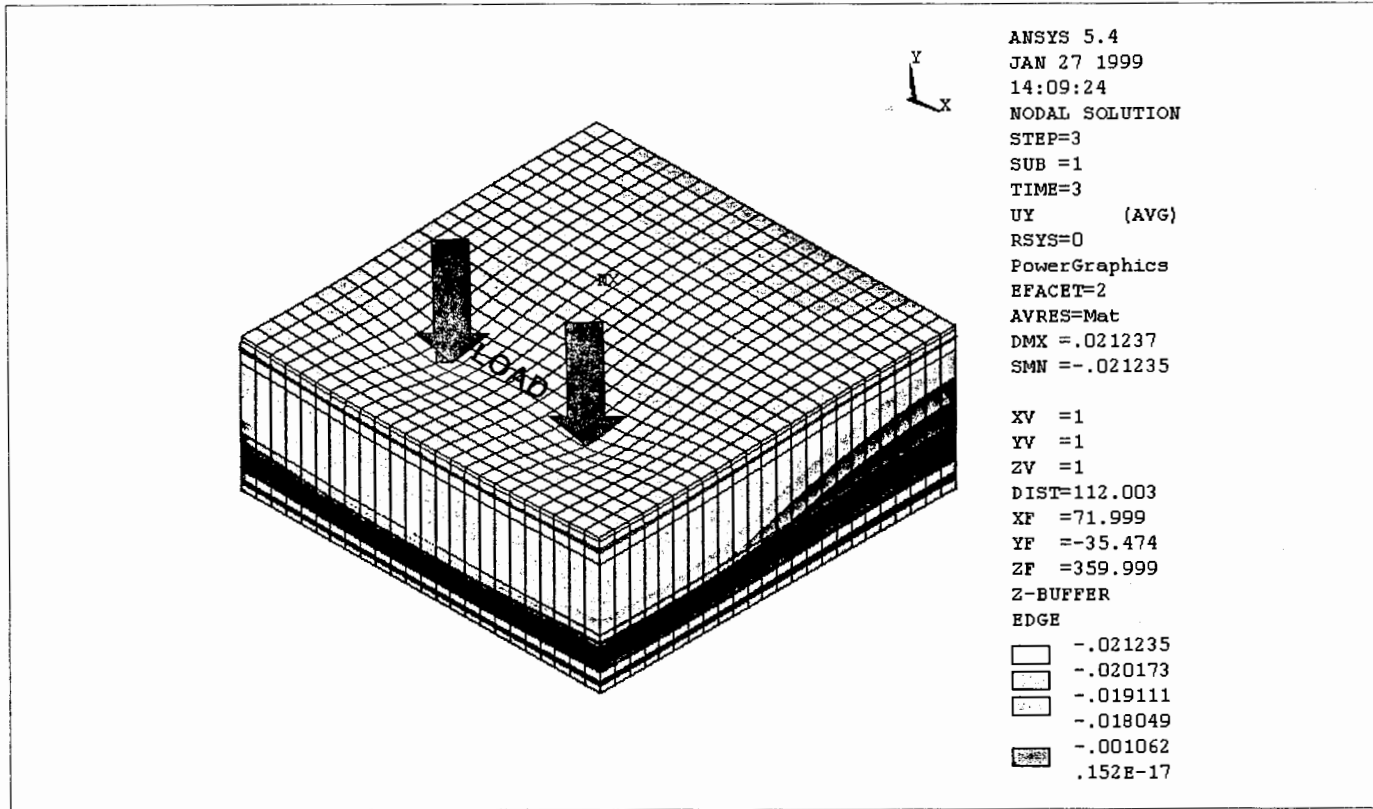 ANSYS 5.4
JAN 27 1999
14:09:24
NODAL SOLUTION
STEP=3
SUB =1
TIME=3
UY (AVG)
RSYS=0
PowerGraphics
EFACET=2
AVRES=Mat
DMX =.021237
SMN =-.021235
XV =1
YV =1
ZV =1
DIST=112.003
XF =71.999
YF =-35.474
ZF =359.999
Z-BUFFER
EDGE
-.021235
-.020173
-.019111
-.018049
-.001062
.152E-17
Y
X
MX
LOAD